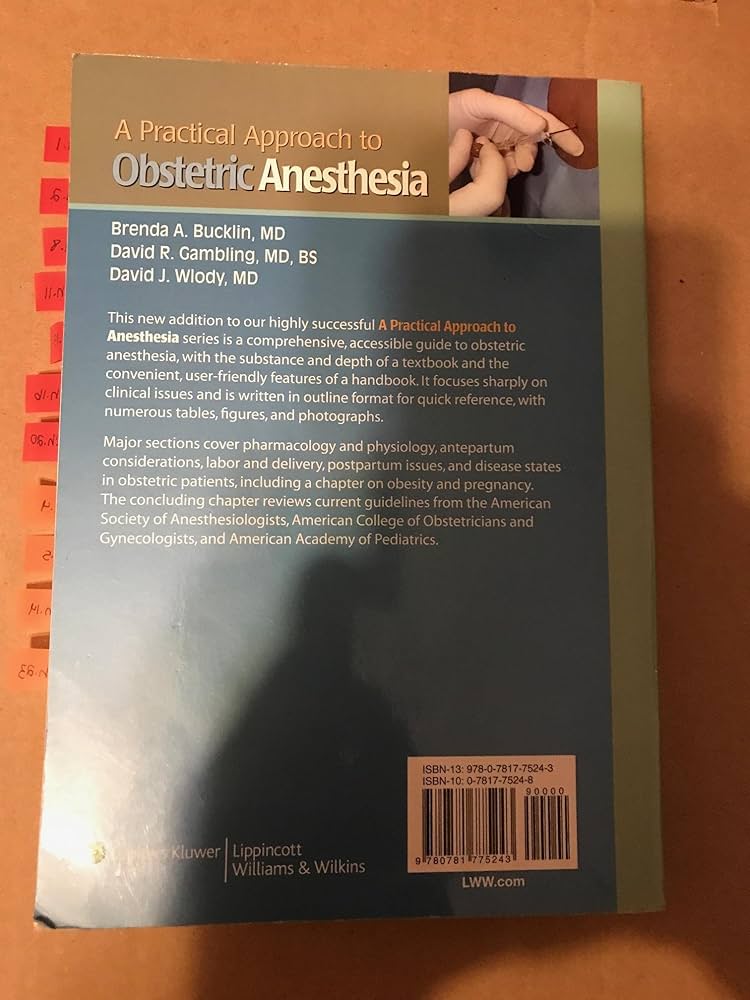 A Practical Approach to
Obstetric Anesthesia
Brenda A. Bucklin, MD
David R. Gambling, MD, BS
David J. Wlody, MD
This new addition to our highly successful A Practical Approach to
Anesthesia series is a comprehensive, accessible guide to obstetric
anesthesia, with the substance and depth of a textbook and the
convenient, user-friendly features of a handbook. It focuses sharply on
clinical issues and is written in outline format for quick reference, with
numerous tables, figures, and photographs.
Major sections cover pharmacology and physiology, antepartum
considerations, labor and delivery, postpartum issues, and disease states
in obstetric patients, including a chapter on obesity and pregnancy.
The concluding chapter reviews current guidelines from the American
Society of Anesthesiologists, American College of Obstetricians and
Gynecologists, and American Academy of Pediatrics.
ISBN-13: 978-0-7817-7524-3
ISBN-10: 0-7817-7524-8
90000
9 780781 775243
LWW.com
Kluwer
Lippincott
Williams & Wilkins